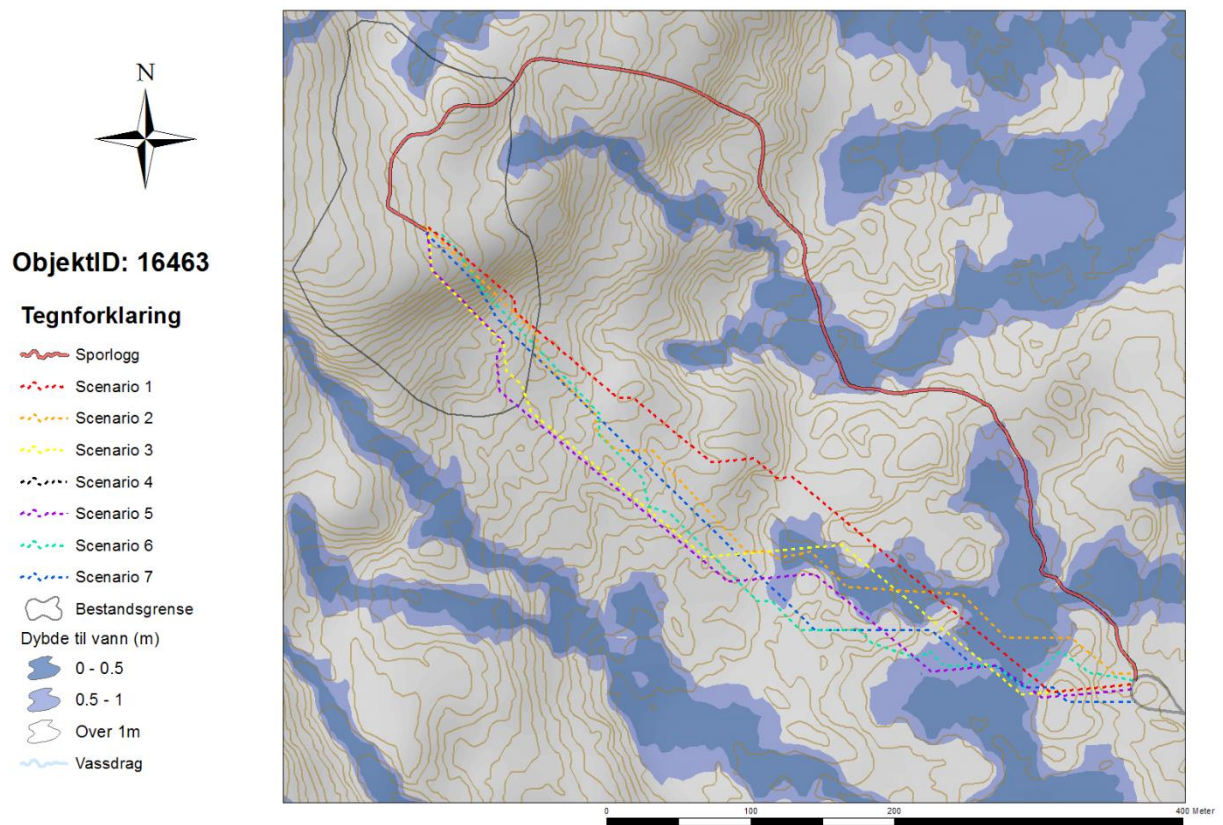 N
ObjektID: 16463
Tegnforklaring
Sporlogg
Scenario 1
Scenario 2
Scenario 3
Scenario 4
Scenario 5
Scenario 6
Scenario 7
Bestandsgrense
Dybde til vann (m)
0 - 0.5
0.5 - 1
Over 1m
Vassdrag
0 100 200 400 Meter